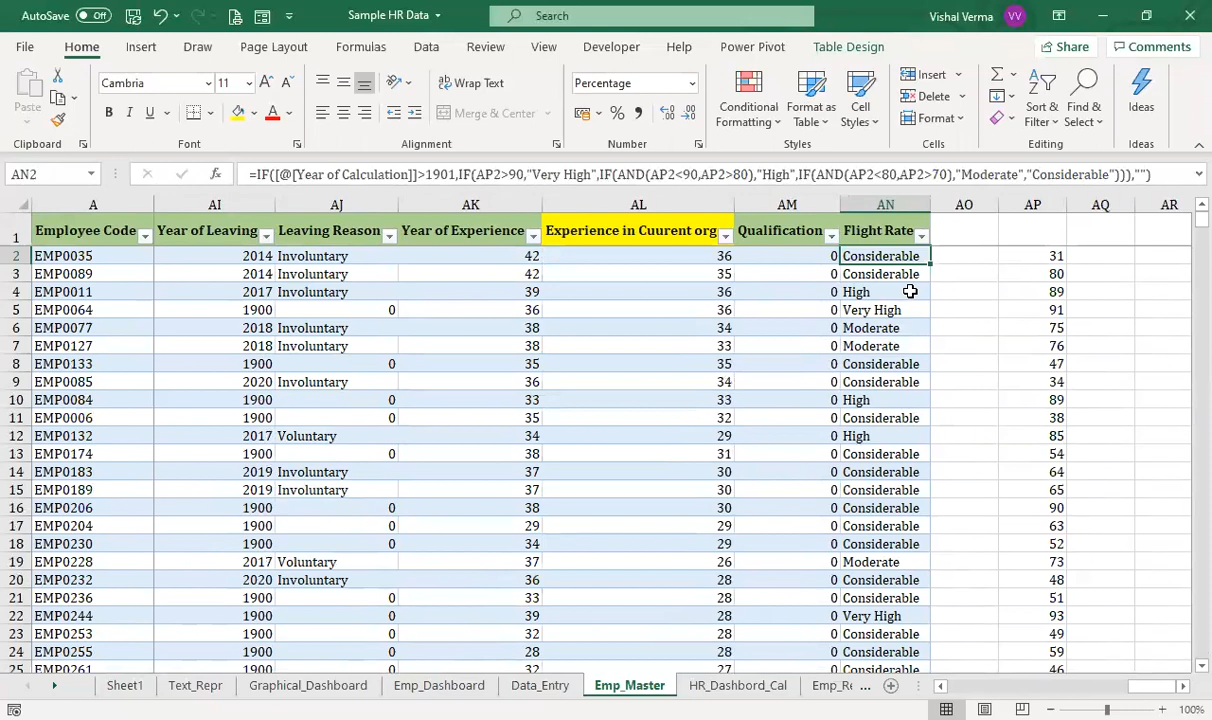 AutoSave Off Sample HR Data Search Vishal Verma VV
File Home Insert Draw Page Layout Formulas Data Review View Developer Help Power Pivot Table Design Share Comments
Cambria 11 Wrap Text Percentage Insert
Paste B I U A Merge & Center % Conditional Formatting Format as Table Cell Styles Delete Format Sort & Filter Find & Select Ideas
Clipboard Font Alignment Number Styles Cells Editing Ideas
AN2 fx =IF([@[Year of Calculation]]>1901,IF(AP2>90,"Very High",IF(AND(AP2<90,AP2>80),"High",IF(AND(AP2<80,AP2>70),"Moderate","Considerable"))),"")
A AI AJ AK AL AM AN AO AP AQ AR
1 Employee Code Year of Leaving Leaving Reason Year of Experience Experience in Cuurent org Qualification Flight Rate
2 EMP0035 2014 Involuntary 42 36 0 Considerable 31
3 EMP0089 2014 Involuntary 42 35 0 Considerable 80
4 EMP0011 2017 Involuntary 39 36 0 High 89
5 EMP0064 1900 0 36 36 0 Very High 91
6 EMP0077 2018 Involuntary 38 34 0 Moderate 75
7 EMP0127 2018 Involuntary 38 33 0 Moderate 76
8 EMP0133 1900 0 35 35 0 Considerable 47
9 EMP0085 2020 Involuntary 36 34 0 Considerable 34
10 EMP0084 1900 0 33 33 0 High 89
11 EMP0006 1900 0 35 32 0 Considerable 38
12 EMP0132 2017 Voluntary 34 29 0 High 85
13 EMP0174 1900 0 38 31 0 Considerable 54
14 EMP0183 2019 Involuntary 37 30 0 Considerable 64
15 EMP0189 2019 Involuntary 37 30 0 Considerable 65
16 EMP0206 1900 0 38 30 0 Considerable 90
17 EMP0204 1900 0 29 29 0 Considerable 63
18 EMP0230 1900 0 34 29 0 Considerable 52
19 EMP0228 2017 Voluntary 37 26 0 Moderate 73
20 EMP0232 2020 Involuntary 36 28 0 Considerable 48
21 EMP0236 1900 0 33 28 0 Considerable 51
22 EMP0244 1900 0 39 28 0 Very High 93
23 EMP0253 1900 0 32 28 0 Considerable 49
24 EMP0255 1900 0 28 28 0 Considerable 59
25 EMP0261 1900 0 32 27 0 Considerable 46
Sheet1 Text_Repr Graphical_Dashboard Emp_Dashboard Data_Entry Emp_Master HR_Dashbord_Cal Emp_Re ...
100%